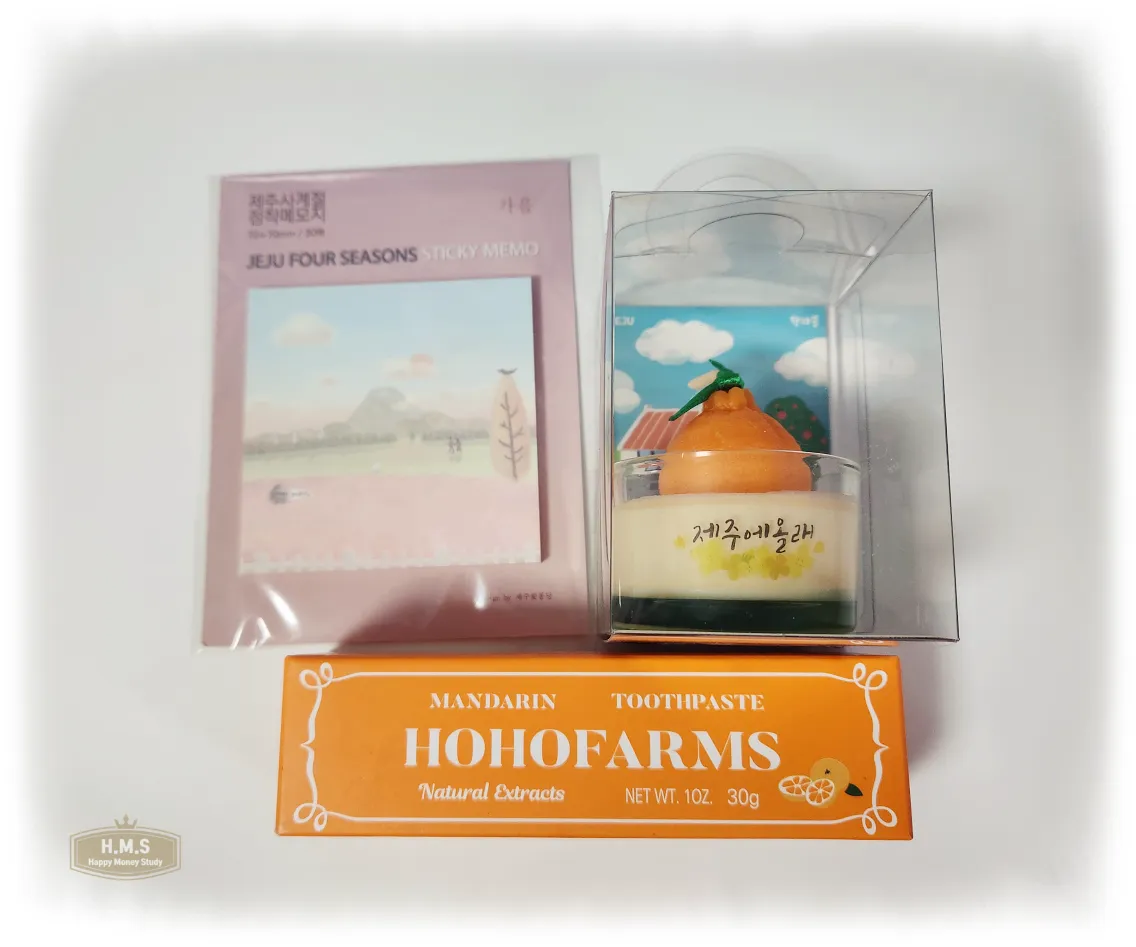 제주사계절
점착메모지
가을
JEJU FOUR SEASONS STICKY MEMO
제주에올래
MANDARIN TOOTHPASTE
HOHOFARMS
Natural Extracts
NET WT. 1OZ. 30g
H.M.S
Happy Money Study